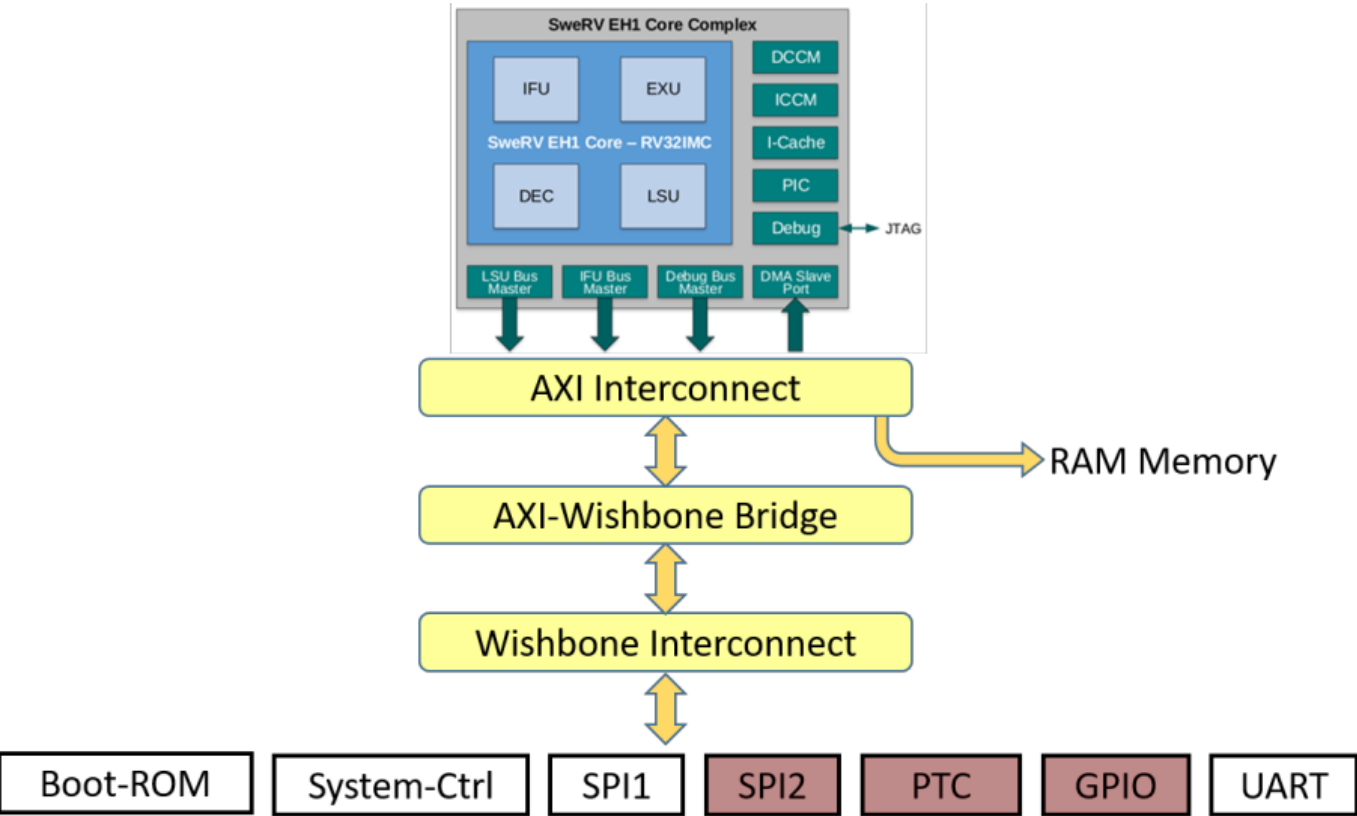 SweRV EH1 Core Complex
IFU
EXU
SweRV EH1 Core – RV32IMC
DEC
LSU
DCCM
ICCM
I-Cache
PIC
Debug
JTAG
LSU Bus
Master
IFU Bus
Master
Debug Bus
Master
DMA Slave
Port
AXI Interconnect
RAM Memory
AXI-Wishbone Bridge
Wishbone Interconnect
Boot-ROM
System-Ctrl
SPI1
SPI2
PTC
GPIO
UART